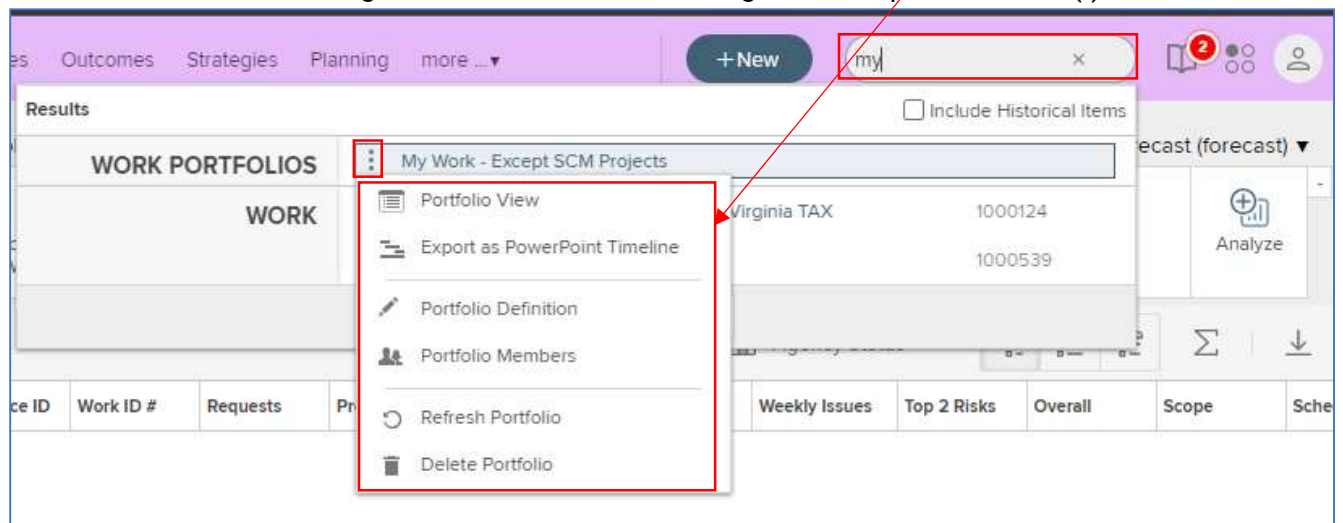 Outcomes Strategies Planning more ...▾ +New my × 2
Results Include Historical Items
ecast (forecast) ▼
WORK PORTFOLIOS ⋮ My Work - Except SCM Projects
Portfolio View
WORK Virginia TAX 1000124
Export as PowerPoint Timeline Analyze
1000539
Portfolio Definition
Portfolio Members
ce ID Work ID # Requests Pr Weekly Issues Top 2 Risks Overall Scope Sche
Refresh Portfolio
Delete Portfolio